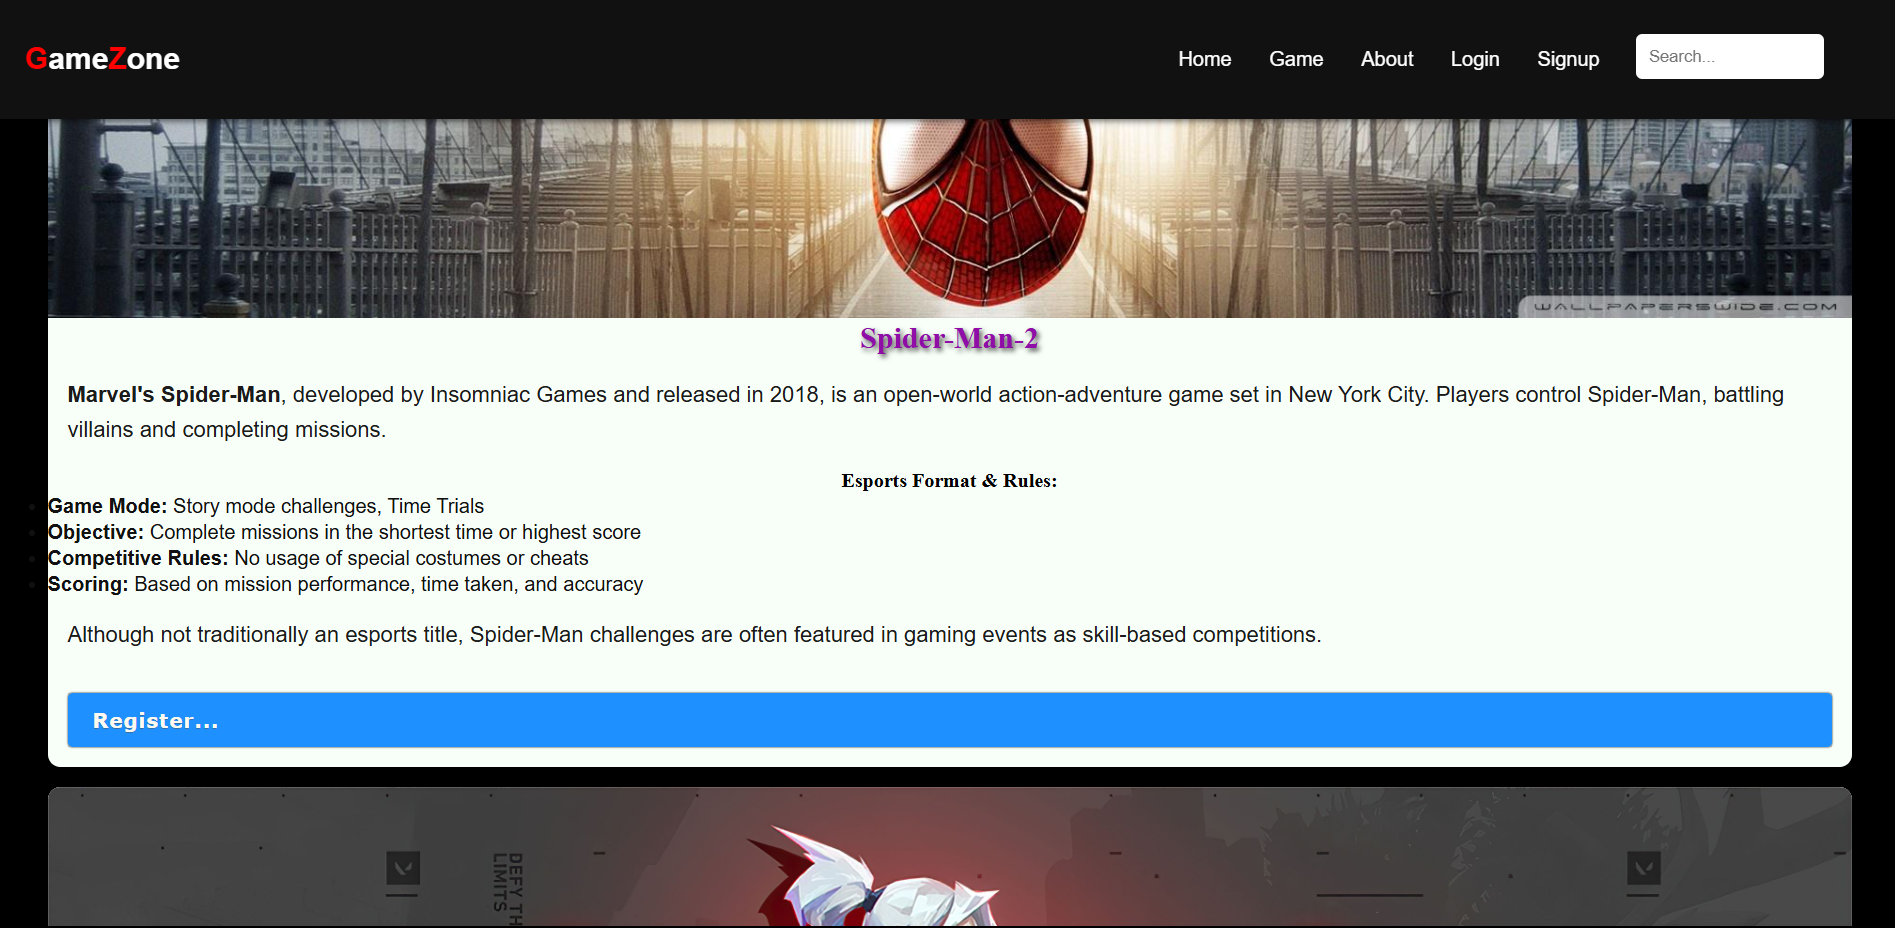 GameZone
Home Game About Login Signup Search...
WALLPAPERSWIDE.COM
Spider-Man-2
Marvel's Spider-Man, developed by Insomniac Games and released in 2018, is an open-world action-adventure game set in New York City. Players control Spider-Man, battling
villains and completing missions.
Esports Format & Rules:
Game Mode: Story mode challenges, Time Trials
Objective: Complete missions in the shortest time or highest score
Competitive Rules: No usage of special costumes or cheats
Scoring: Based on mission performance, time taken, and accuracy
Although not traditionally an esports title, Spider-Man challenges are often featured in gaming events as skill-based competitions.
Register...
DEFY TH
LIMITS